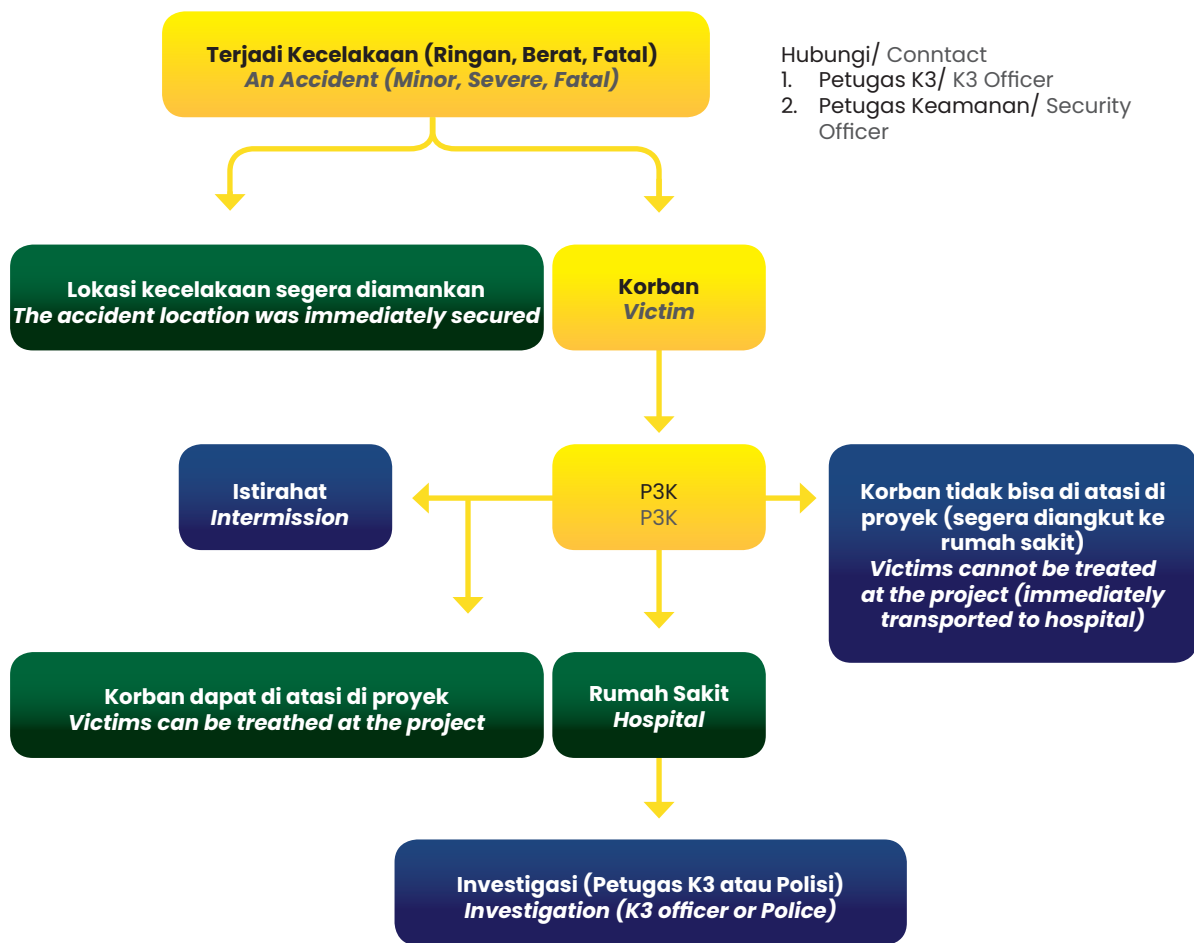 Terjadi Kecelakaan (Ringan, Berat, Fatal)
An Accident (Minor, Severe, Fatal)
Hubungi/ Conntact
1. Petugas K3/ K3 Officer
2. Petugas Keamanan/ Security
Officer
Lokasi kecelakaan segera diamankan
The accident location was immediately secured
Korban
Victim
Istirahat
Intermission
P3K
P3K
Korban tidak bisa di atasi di
proyek (segera diangkut ke
rumah sakit)
Victims cannot be treated
at the project (immediately
transported to hospital)
Korban dapat di atasi di proyek
Victims can be treathed at the project
Rumah Sakit
Hospital
Investigasi (Petugas K3 atau Polisi)
Investigation (K3 officer or Police)